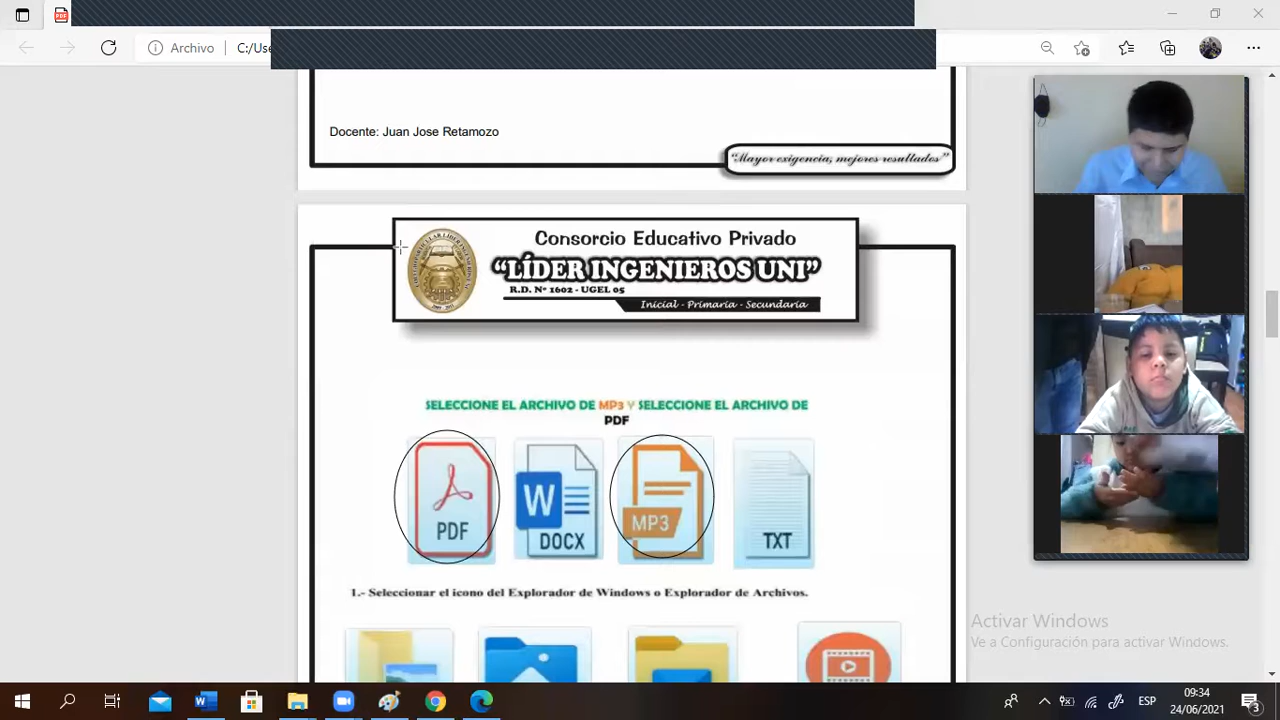 Archivo
C:/Use
Docente: Juan Jose Retamozo
"Mayor exigencia, mejores resultados"
Consorcio Educativo Privado
"LÍDER INGENIEROS UNI"
R.D. Nº 1602 - UGEL 05
Inicial - Primaria - Secundaria
SELECCIONE EL ARCHIVO DE MP3 Y SELECCIONE EL ARCHIVO DE
PDF
PDF
DOCX
MP3
TXT
1.- Seleccionar el icono del Explorador de Windows o Explorador de Archivos.
Activar Windows
Ve a Configuración para activar Windows.
ESP
09:34
24/06/2021
3